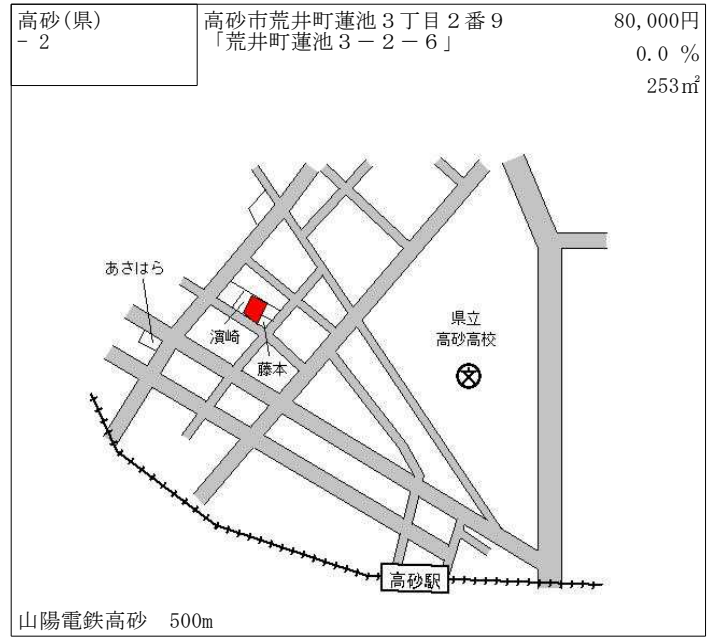 高砂(県)
- 2
高砂市荒井町蓮池３丁目２番９
「荒井町蓮池３－２－６」
80,000円
0.0 %
253㎡
あさはら
濵崎
藤本
県立
高砂高校
高砂駅
山陽電鉄高砂　500m